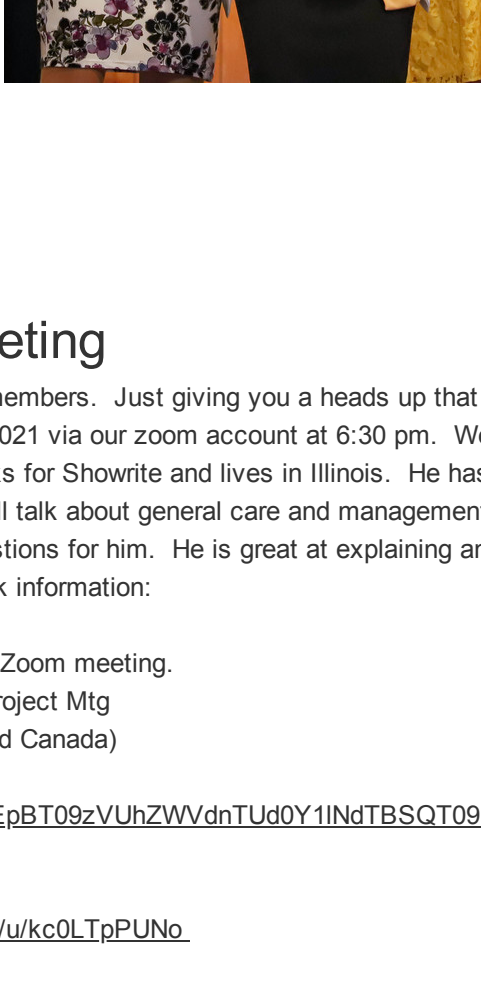 eting
members. Just giving you a heads up that
021 via our zoom account at 6:30 pm. We
ks for Showrite and lives in Illinois. He has
ll talk about general care and management
stions for him. He is great at explaining an
k information:
Zoom meeting.
roject Mtg
d Canada)
EpBT09zVUhZWVdnTUd0Y1lNdTBSQT09
/u/kc0LTpPUNo